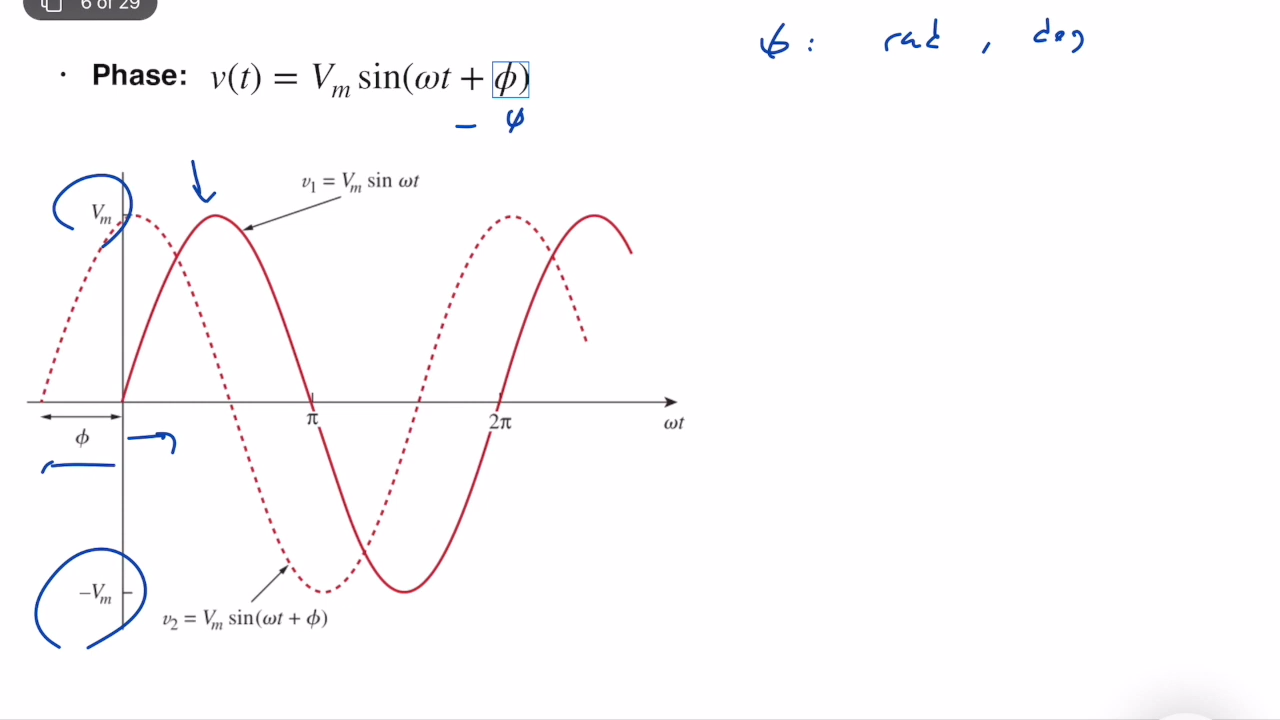 6 of 29
ϕ: rad, deg
· Phase: v(t) = V_m sin(ωt + ϕ)
− ϕ
v₁ = V_m sin ωt
V_m
π
2π
ωt
ϕ
−V_m
v₂ = V_m sin(ωt + ϕ)